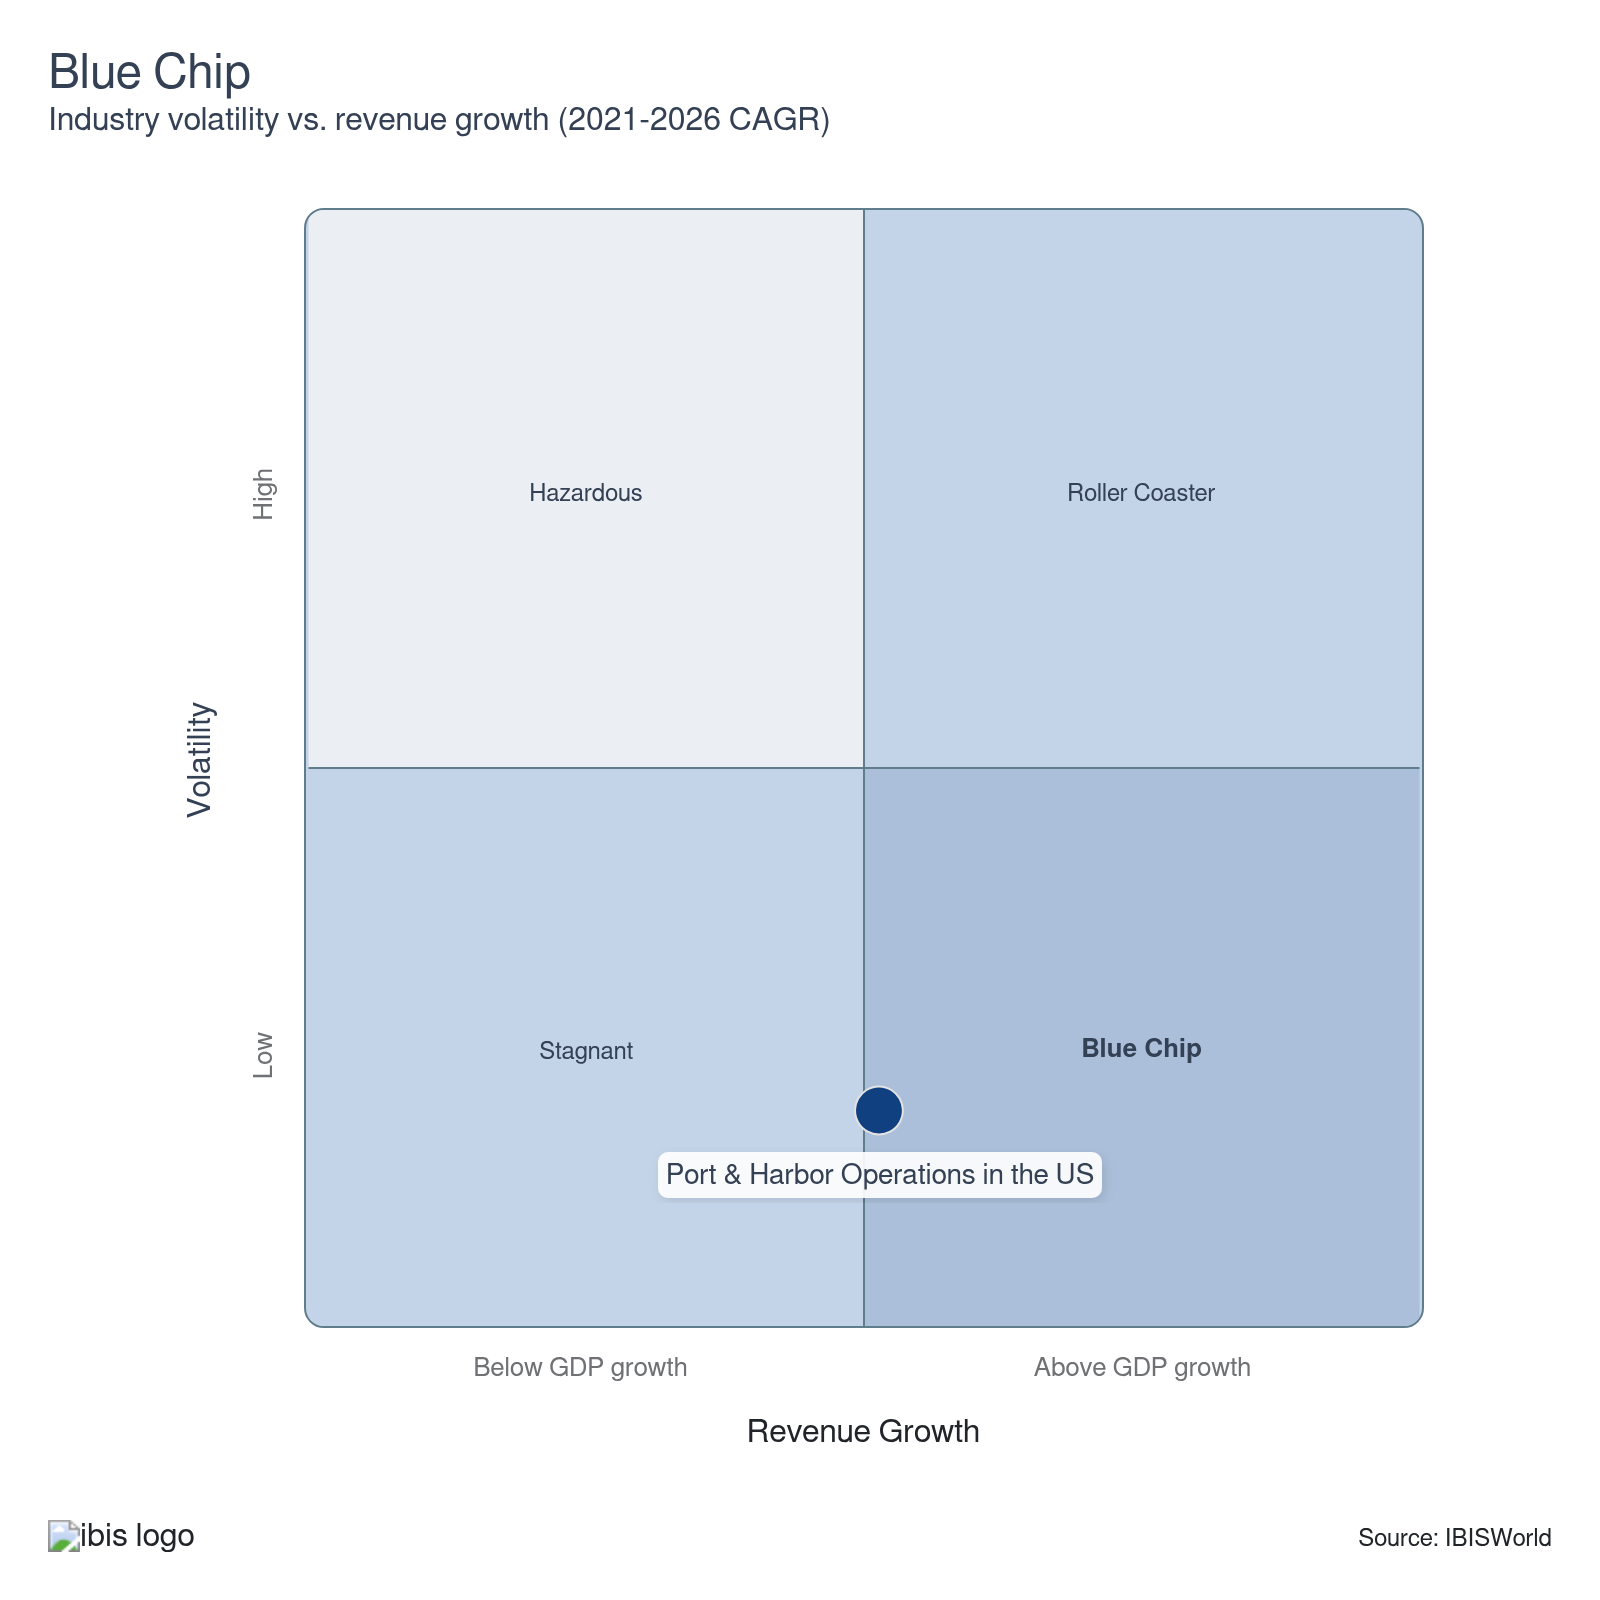 Blue Chip
Industry volatility vs. revenue growth (2021-2026 CAGR)
High
Hazardous
Roller Coaster
Volatility
Low
Stagnant
Blue Chip
Port & Harbor Operations in the US
Below GDP growth
Above GDP growth
Revenue Growth
ibis logo
Source: IBISWorld